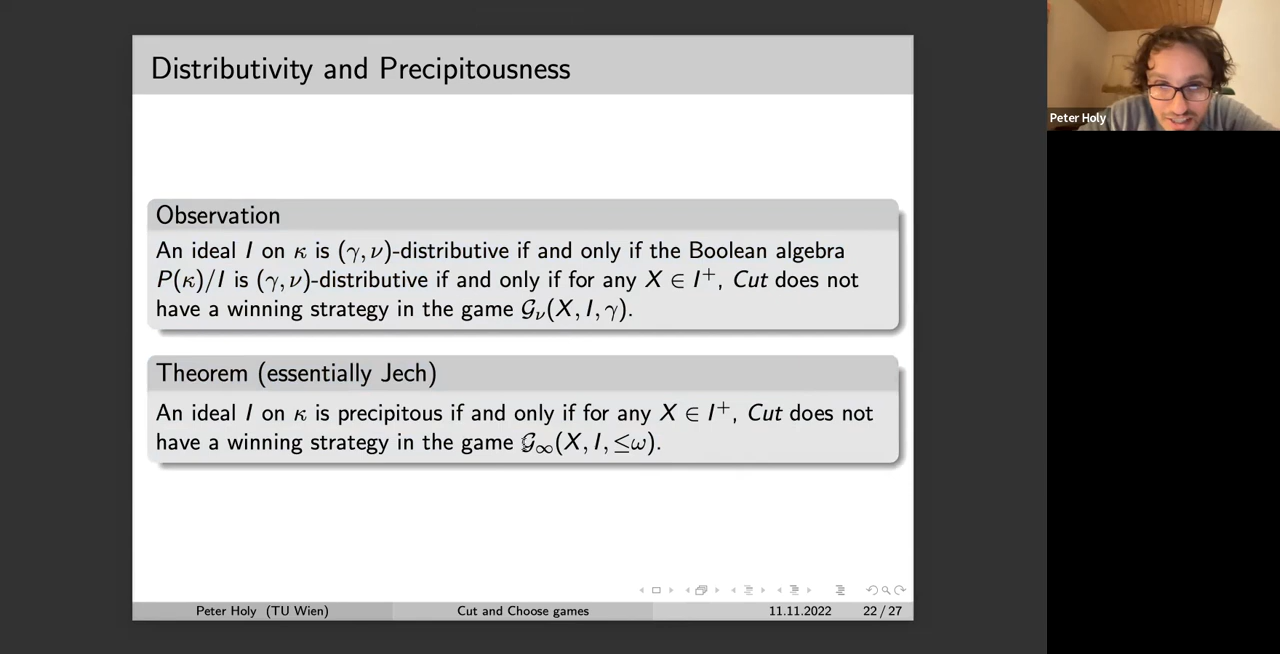 Distributivity and Precipitousness
Peter Holy
Observation
An ideal I on κ is (γ, ν)-distributive if and only if the Boolean algebra
P(κ)/I is (γ, ν)-distributive if and only if for any X ∈ I⁺, Cut does not
have a winning strategy in the game 𝒢ᵥ(X, I, γ).
Theorem (essentially Jech)
An ideal I on κ is precipitous if and only if for any X ∈ I⁺, Cut does not
have a winning strategy in the game 𝒢∞(X, I, ≤ω).
Peter Holy (TU Wien) Cut and Choose games 11.11.2022 22 / 27